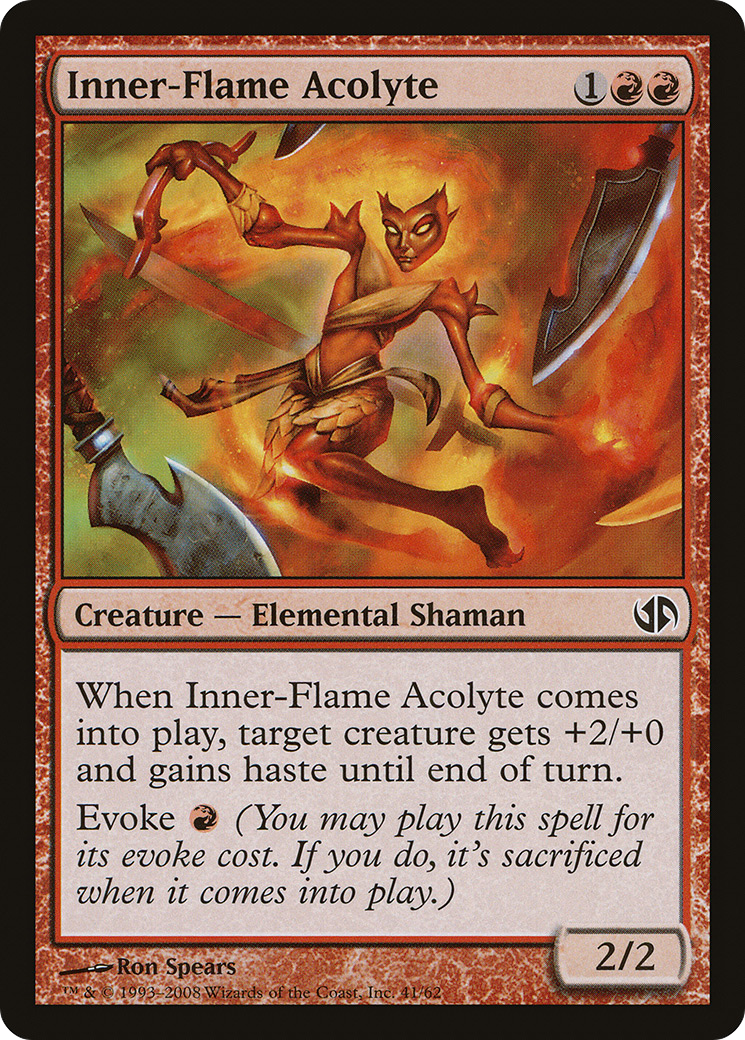 Inner-Flame Acolyte 1
Creature — Elemental Shaman
When Inner-Flame Acolyte comes
into play, target creature gets +2/+0
and gains haste until end of turn.
Evoke (You may play this spell for
its evoke cost. If you do, it's sacrificed
when it comes into play.)
2/2
Ron Spears
™ & © 1993–2008 Wizards of the Coast, Inc. 41/62